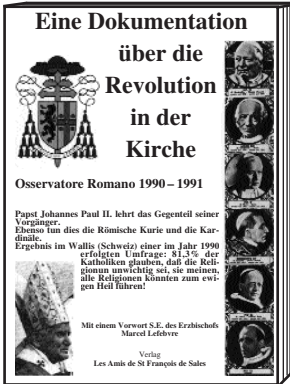 Eine Dokumentation
über die
Revolution
in der
Kirche
Osservatore Romano 1990 – 1991
Papst Johannes Paul II. lehrt das Gegenteil seiner
Vorgänger.
Ebenso tun dies die Römische Kurie und die Kar-
dinäle.
Ergebnis im Wallis (Schweiz) einer im Jahr 1990
erfolgten Umfrage: 81,3 % der
Katholiken glauben, daß die Reli-
gionun unwichtig sei, sie meinen,
alle Religionen könnten zum ewi-
gen Heil führen!
Mit einem Vorwort S.E. des Erzbischofs
Marcel Lefebvre
Verlag
Les Amis de St François de Sales